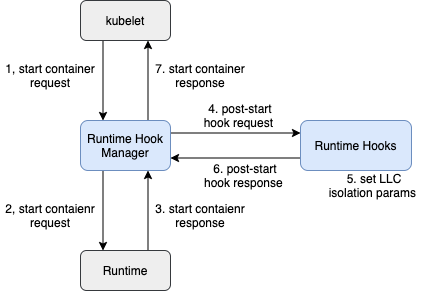 kubelet
1, start container
request
7. start container
response
4. post-start
hook request
Runtime Hook
Manager
Runtime Hooks
6. post-start
hook response
5. set LLC
isolation params
2, start contaienr
request
3. start contaienr
response
Runtime